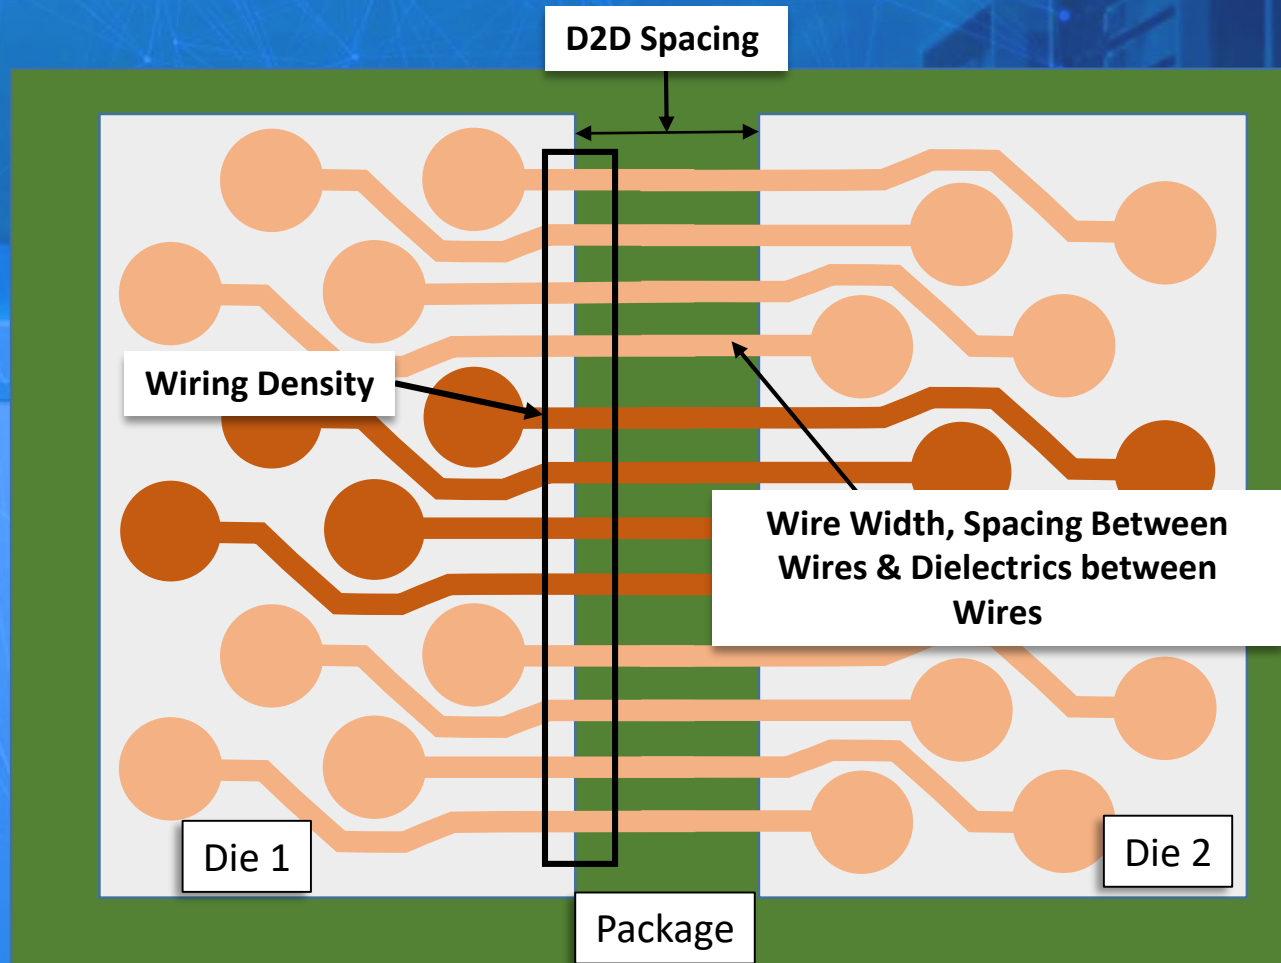 D2D Spacing
Wiring Density
Wire Width, Spacing Between
Wires & Dielectrics between
Wires
Die 1
Die 2
Package